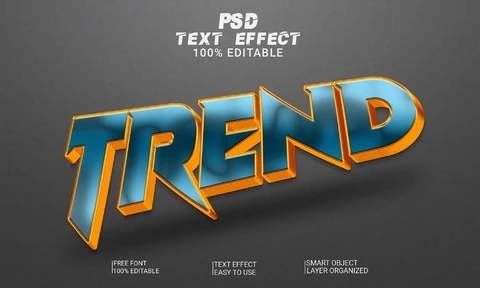 PSD
TEXT EFFECT
100% EDITABLE
TREND
FREE FONT
100% EDITABLE
TEXT EFFECT
EASY TO USE
SMART OBJECT
LAYER ORGANIZED